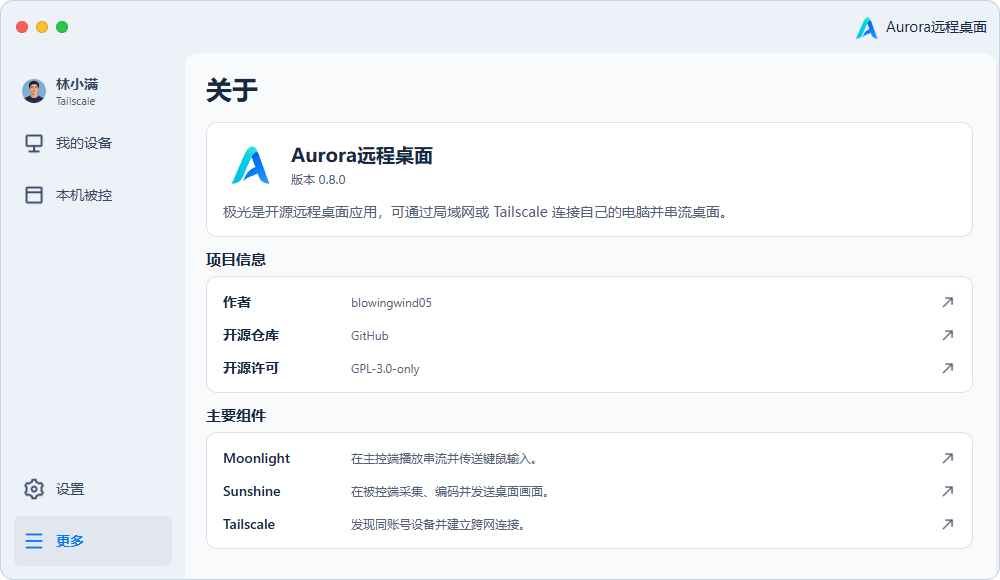 Aurora远程桌面
林小满
Tailscale
我的设备
本机被控
设置
更多
关于
Aurora远程桌面
版本 0.8.0
极光是开源远程桌面应用，可通过局域网或 Tailscale 连接自己的电脑并串流桌面。
项目信息
作者 blowingwind05
开源仓库 GitHub
开源许可 GPL-3.0-only
主要组件
Moonlight 在主控端播放串流并传送键鼠输入。
Sunshine 在被控端采集、编码并发送桌面画面。
Tailscale 发现同账号设备并建立跨网连接。